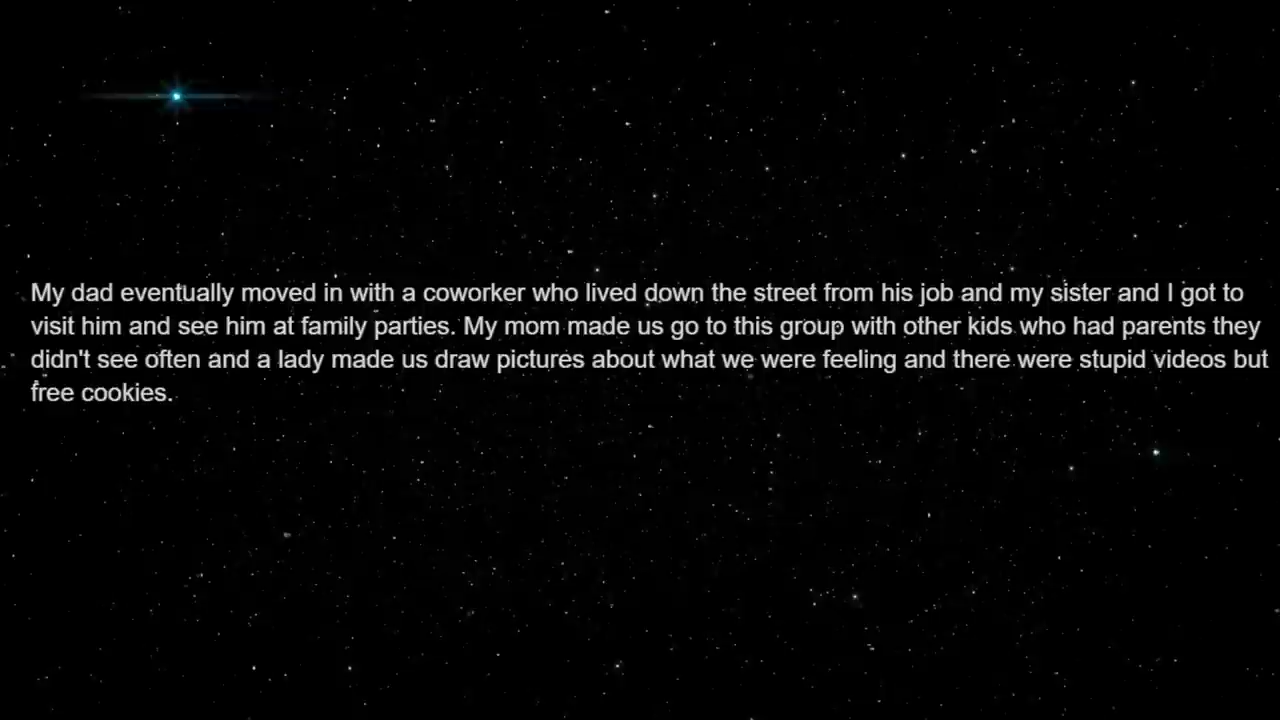 My dad eventually moved in with a coworker who lived down the street from his job and my sister and I got to
visit him and see him at family parties. My mom made us go to this group with other kids who had parents they
didn't see often and a lady made us draw pictures about what we were feeling and there were stupid videos but
free cookies.